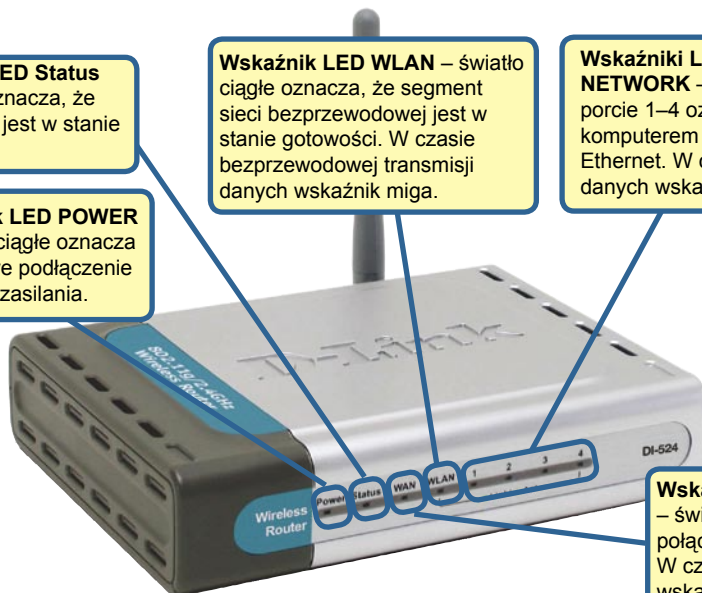 ED Status
znacza, że
jest w stanie
Wskaźnik LED WLAN – światło
ciągłe oznacza, że segment
sieci bezprzewodowej jest w
stanie gotowości. W czasie
bezprzewodowej transmisji
danych wskaźnik miga.
Wskaźniki L
NETWORK –
porcie 1–4 oz
komputerem
Ethernet. W
danych wska
k LED POWER
ciągłe oznacza
e podłączenie
zasilania.
D-Link
802.11g/2.4GHz
Wireless Router
DI-524
Wireless
Router
Power
Status
WAN
WLAN
1
2
3
4
Wska
– świ
połąc
W cz
wska